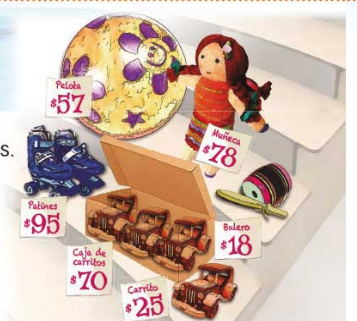 Pelota
$57
s.
Muñeca
$78
Patines
$95
Balero
$18
Caja de
carritos
$70
Carrito
$25